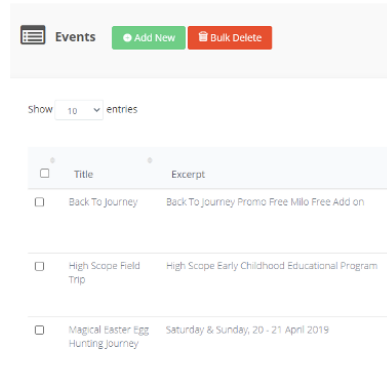 Events Add New Bulk Delete
Show 10 entries
Title Excerpt
Back To Journey Back To Journey Promo Free Milo Free Add on
High Scope Field High Scope Early Childhood Educational Program
Trip
Magical Easter Egg Saturday & Sunday, 20 - 21 April 2019
Hunting Journey